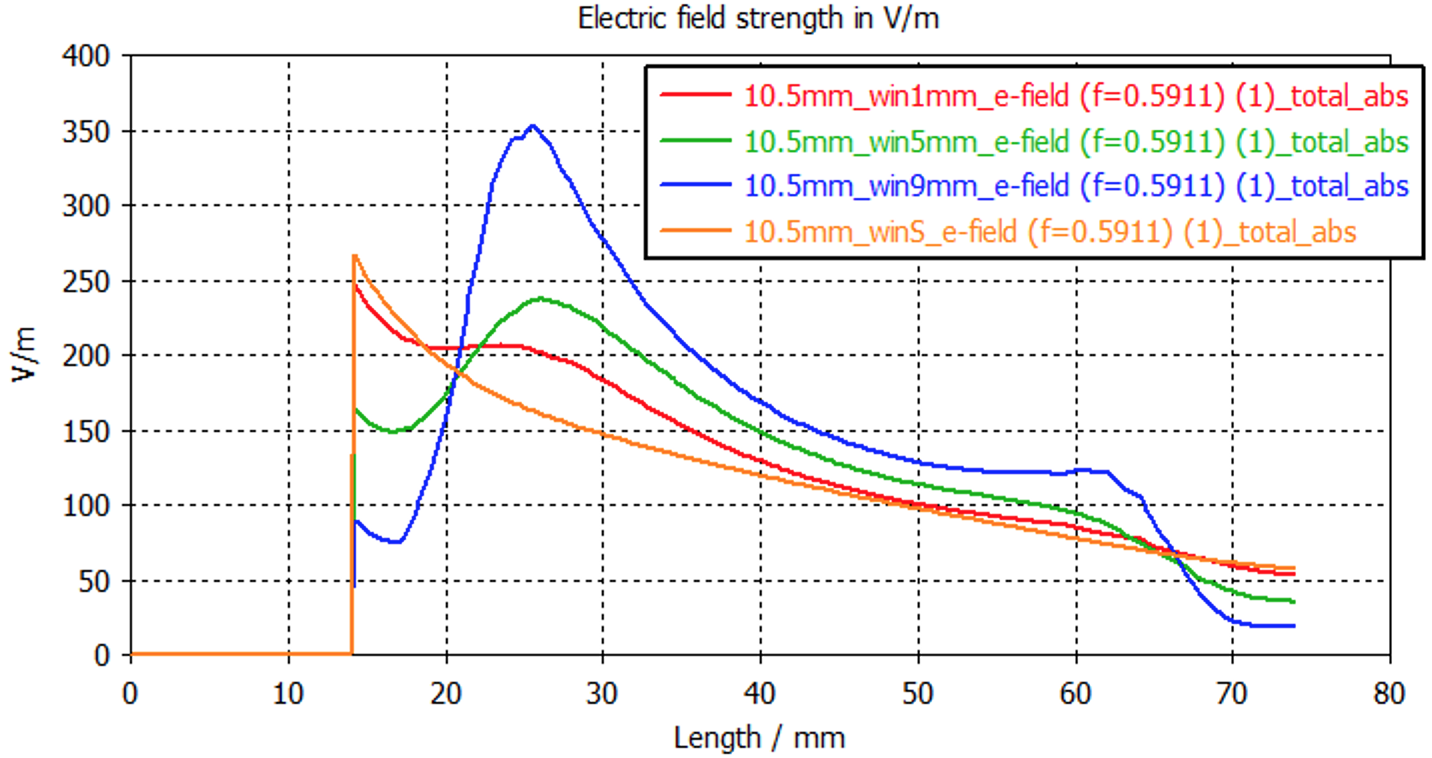 Electric field strength in V/m
400
350
300
250
200
150
100
50
0
V/m
10.5mm_win1mm_e-field (f=0.5911) (1)_total_abs
10.5mm_win5mm_e-field (f=0.5911) (1)_total_abs
10.5mm_win9mm_e-field (f=0.5911) (1)_total_abs
10.5mm_winS_e-field (f=0.5911) (1)_total_abs
0 10 20 30 40 50 60 70 80
Length / mm